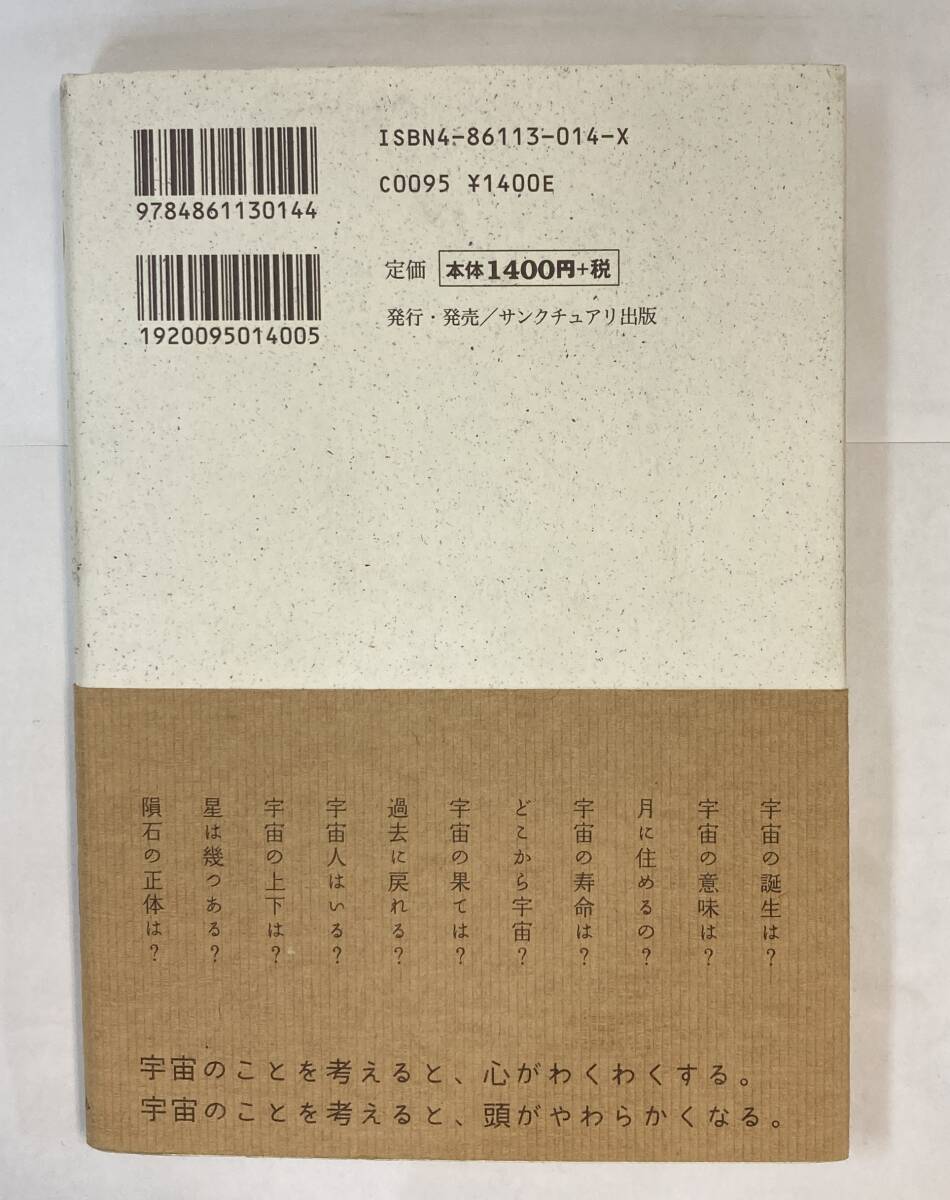 ISBN4-86113-014-X
C0095 ¥1400E
9784861130144
定価 本体1400円+税
発行・発売/サンクチュアリ出版
1920095014005
宇宙の誕生は?
宇宙の意味は?
月に住めるの?
宇宙の寿命は?
どこから宇宙?
宇宙の果ては?
過去に戻れる?
宇宙人はいる?
宇宙の上下は?
星は幾つある?
隕石の正体は?
宇宙のことを考えると、心がわくわくする。
宇宙のことを考えると、頭がやわらかくなる。